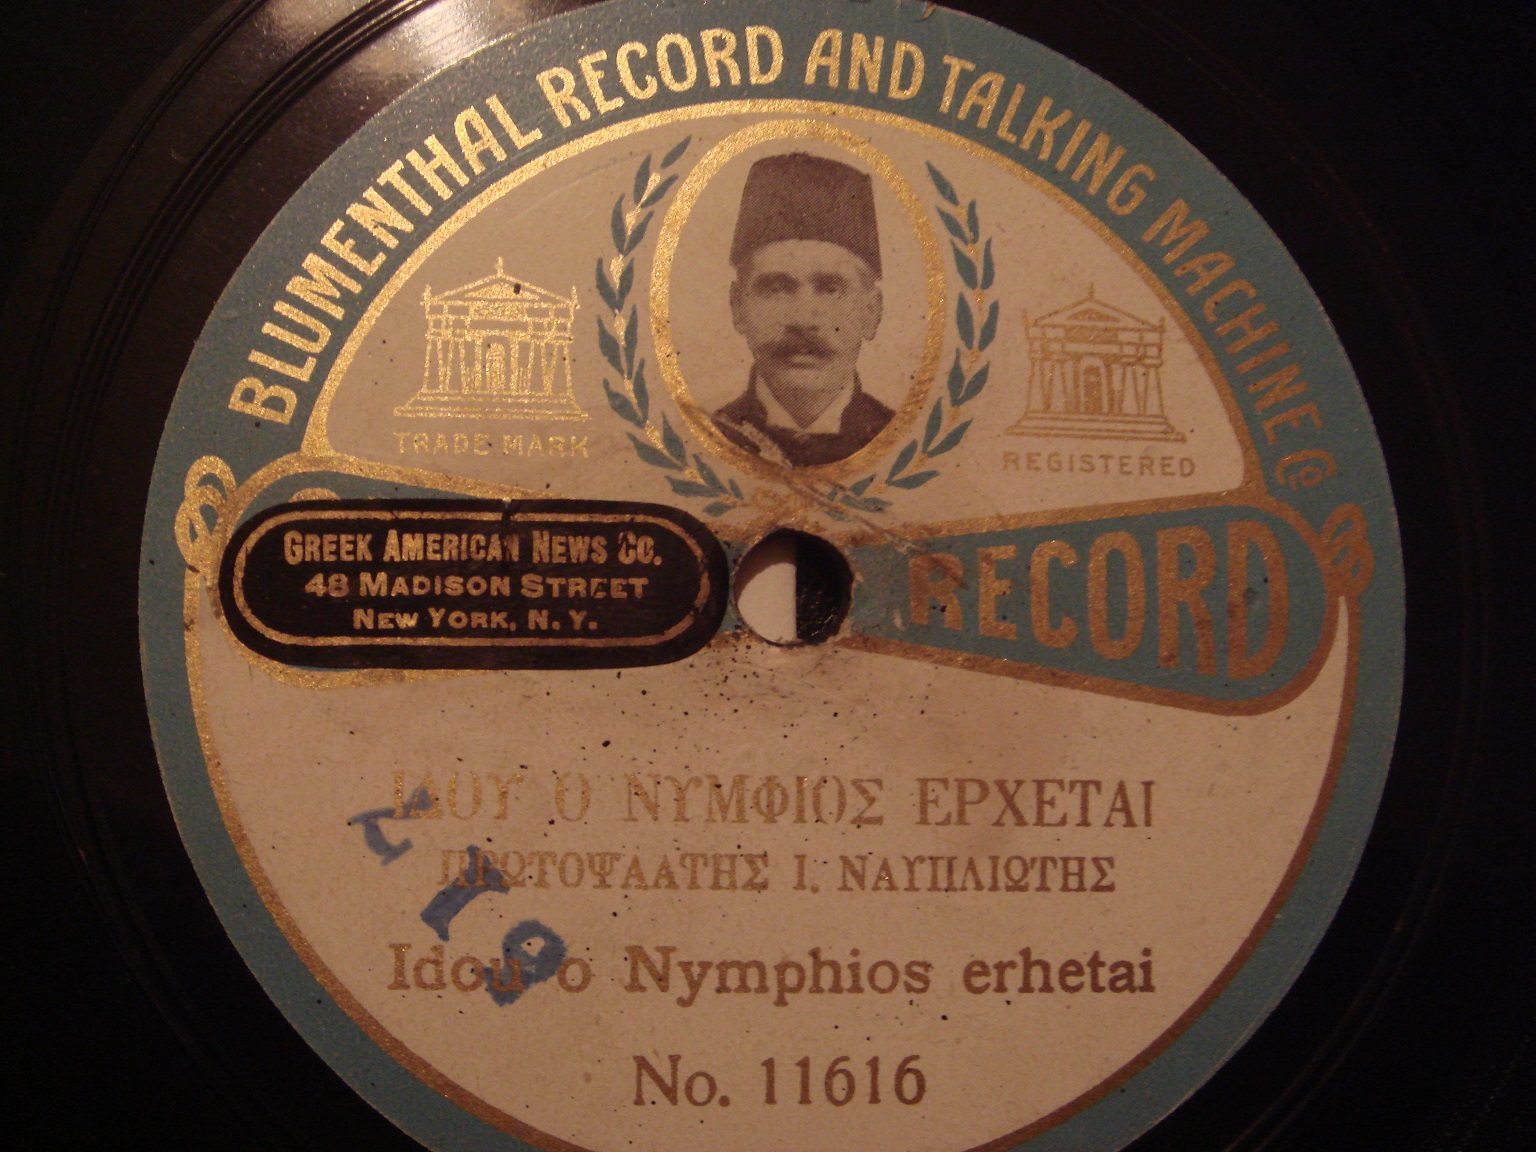 BLUMENTHAL RECORD AND TALKING MACHINE Co
TRADE MARK
REGISTERED
GREEK AMERICAN NEWS CO.
48 MADISON STREET
NEW YORK, N. Y.
RECORD
ΙΔΟΥ Ο ΝΥΜΦΙΟΣ ΕΡΧΕΤΑΙ
ΠΡΩΤΟΨΑΛΤΗΣ Ι. ΝΑΥΠΛΙΩΤΗΣ
Idou o Nymphios erhetai
No. 11616